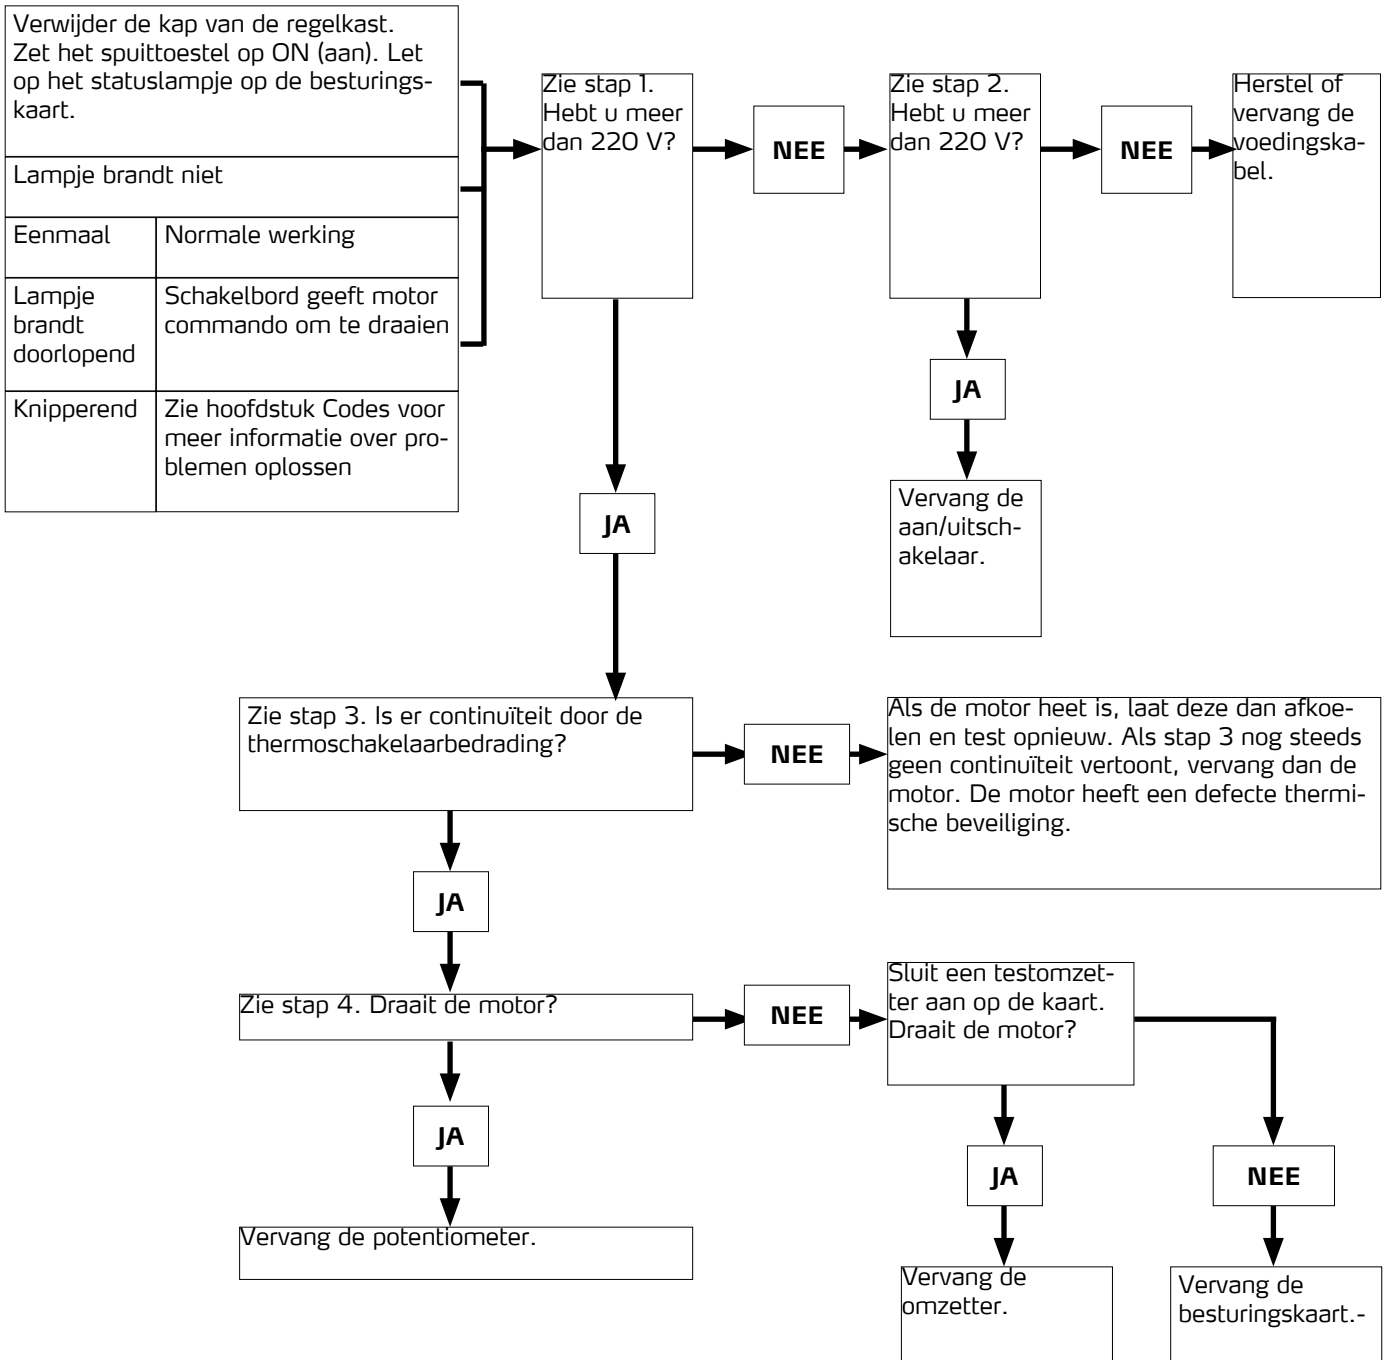 Verwijder de kap van de regelkast.
Zet het spuittoestel op ON (aan). Let
op het statuslampje op de besturings-
kaart.
Lampje brandt niet
Eenmaal
Normale werking
Lampje
brandt
doorlopend
Schakelbord geeft motor
commando om te draaien
Knipperend
Zie hoofdstuk Codes voor
meer informatie over pro-
blemen oplossen
Zie stap 1.
Hebt u meer
dan 220 V?
NEE
Zie stap 2.
Hebt u meer
dan 220 V?
NEE
Herstel of
vervang de
voedingska-
bel.
JA
Vervang de
aan/uitsch-
akelaar.
JA
Zie stap 3. Is er continuïteit door de
thermoschakelaarbedrading?
NEE
Als de motor heet is, laat deze dan afkoe-
len en test opnieuw. Als stap 3 nog steeds
geen continuïteit vertoont, vervang dan de
motor. De motor heeft een defecte thermi-
sche beveiliging.
JA
Zie stap 4. Draait de motor?
NEE
Sluit een testomzet-
ter aan op de kaart.
Draait de motor?
JA
Vervang de potentiometer.
JA
NEE
Vervang de
omzetter.
Vervang de
besturingskaart.-